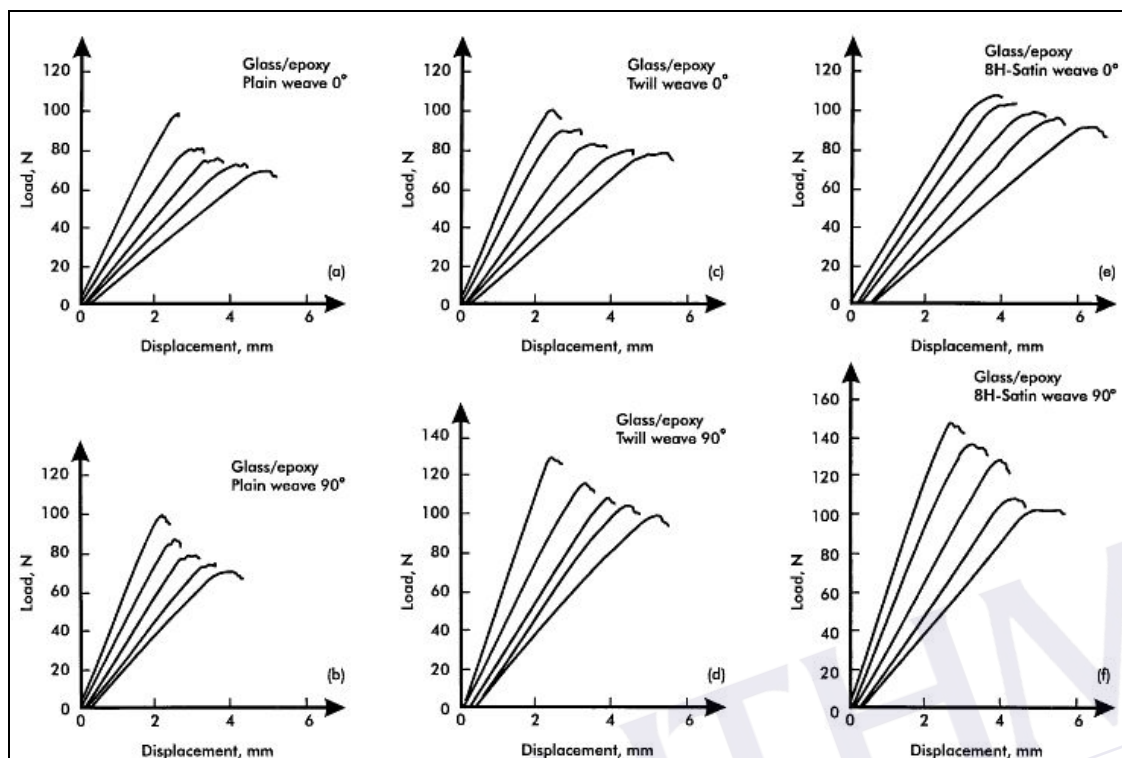 Glass/epoxy
Plain weave 0°
120
100
80
60
40
20
0
Load, N
(a)
0
2
4
6
Displacement, mm
Glass/epoxy
Twill weave 0°
120
100
80
60
40
20
0
Load, N
(c)
0
2
4
6
Displacement, mm
Glass/epoxy
8H-Satin weave 0°
120
100
80
60
40
20
0
Load, N
(e)
0
2
4
6
Displacement, mm
Glass/epoxy
Plain weave 90°
120
100
80
60
40
20
0
Load, N
(b)
0
2
4
6
Displacement, mm
Glass/epoxy
Twill weave 90°
140
120
100
80
60
40
20
0
Load, N
(d)
0
2
4
6
Displacement, mm
Glass/epoxy
8H-Satin weave 90°
160
140
120
100
80
60
40
20
0
Load, N
(f)
0
2
4
6
Displacement, mm
THM